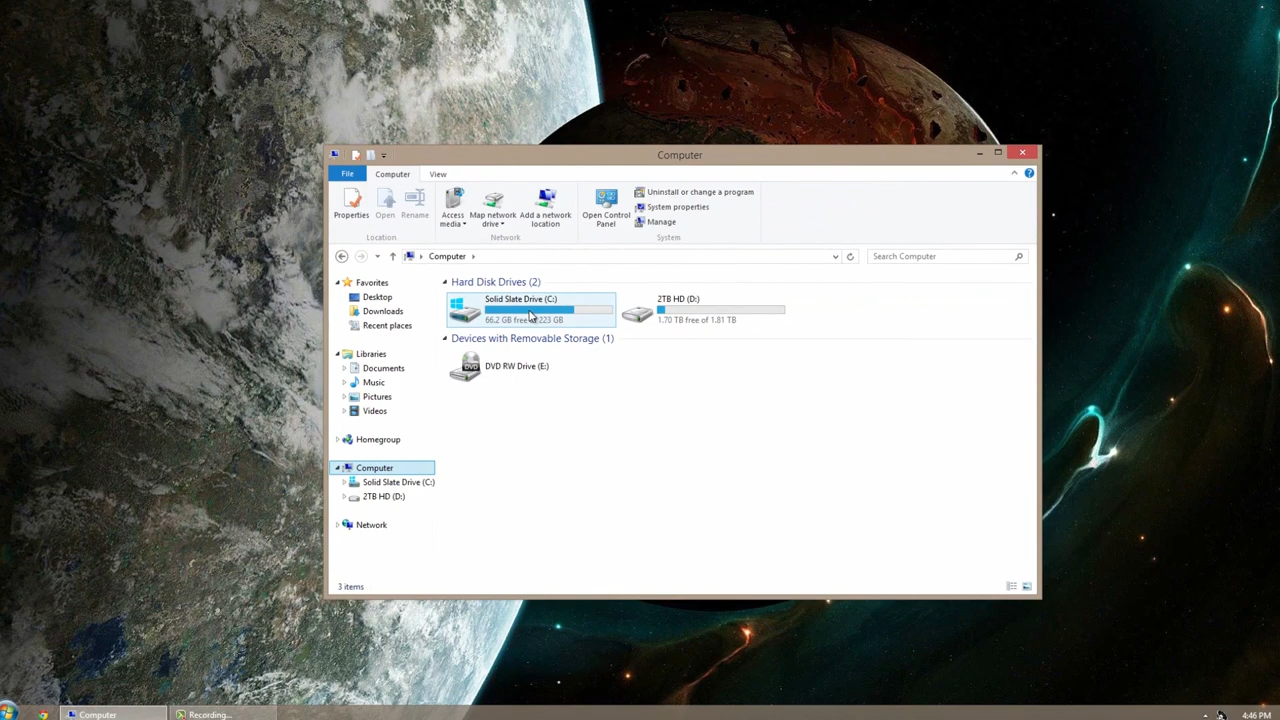 Computer
File Computer View
Properties Open Rename Access media Map network drive Add a network location Open Control Panel
Uninstall or change a program
System properties
Manage
Location Network System
Computer
Search Computer
Favorites
Desktop
Downloads
Recent places
Libraries
Documents
Music
Pictures
Videos
Homegroup
Computer
Solid Slate Drive (C:)
2TB HD (D:)
Network
Hard Disk Drives (2)
Solid Slate Drive (C:)
66.2 GB free 223 GB
2TB HD (D:)
1.70 TB free of 1.81 TB
Devices with Removable Storage (1)
DVD
DVD RW Drive (E:)
3 items
Computer
Recording...
4:46 PM